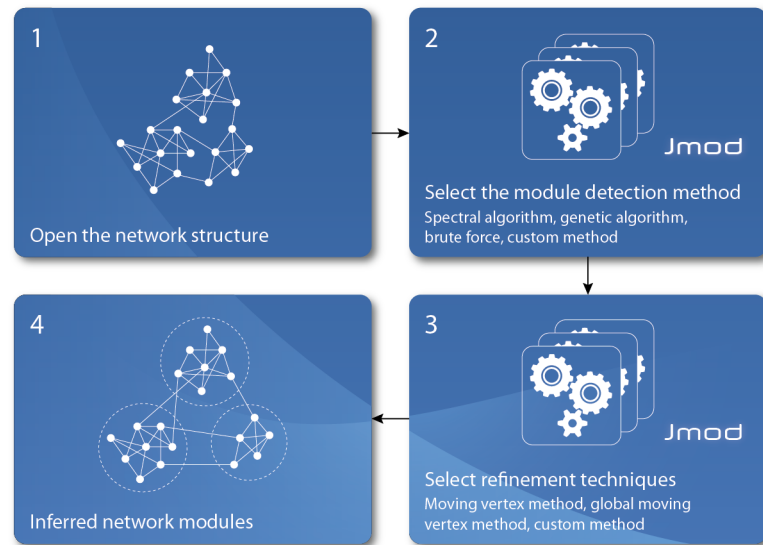 1
Open the network structure
2
Jmod
Select the module detection method
Spectral algorithm, genetic algorithm,
brute force, custom method
3
Jmod
Select refinement techniques
Moving vertex method, global moving
vertex method, custom method
4
Inferred network modules